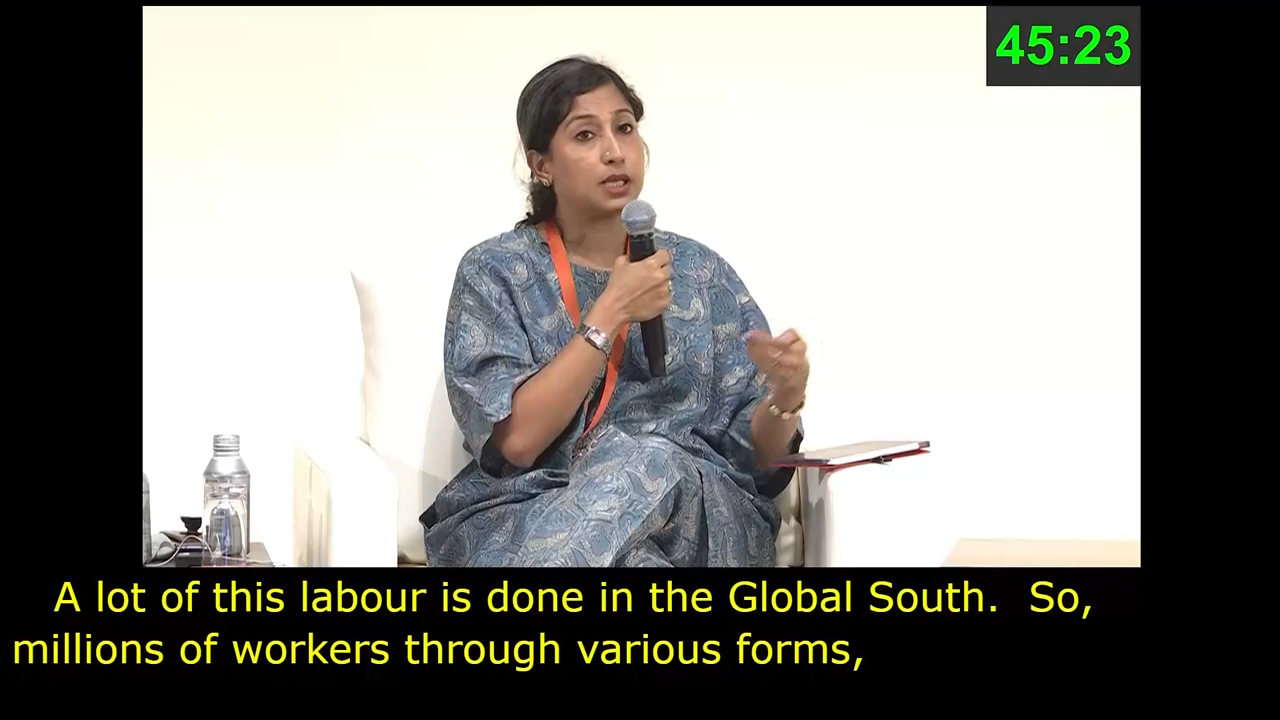 45:23
A lot of this labour is done in the Global South.  So,
millions of workers through various forms,